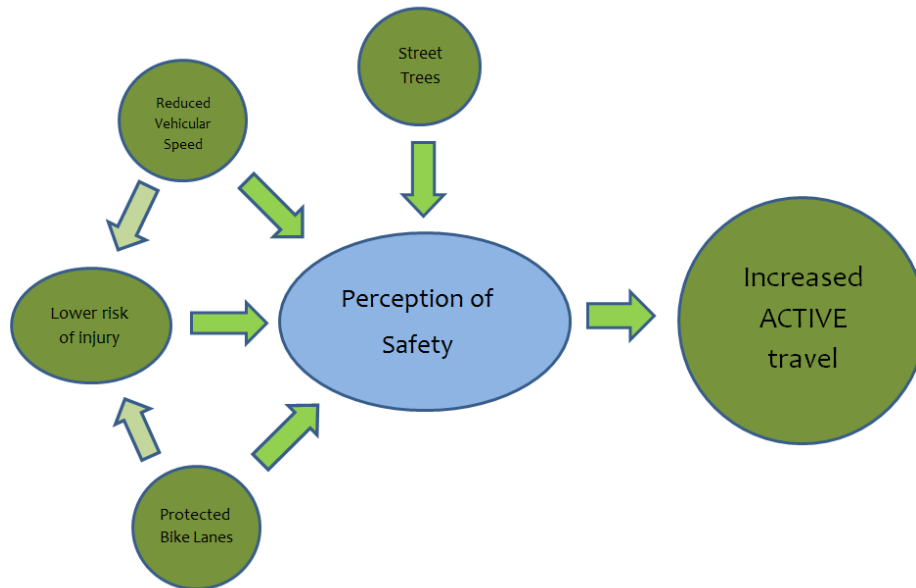 Street
Trees
Reduced
Vehicular
Speed
Lower risk
of injury
Perception of
Safety
Increased
ACTIVE
travel
Protected
Bike Lanes